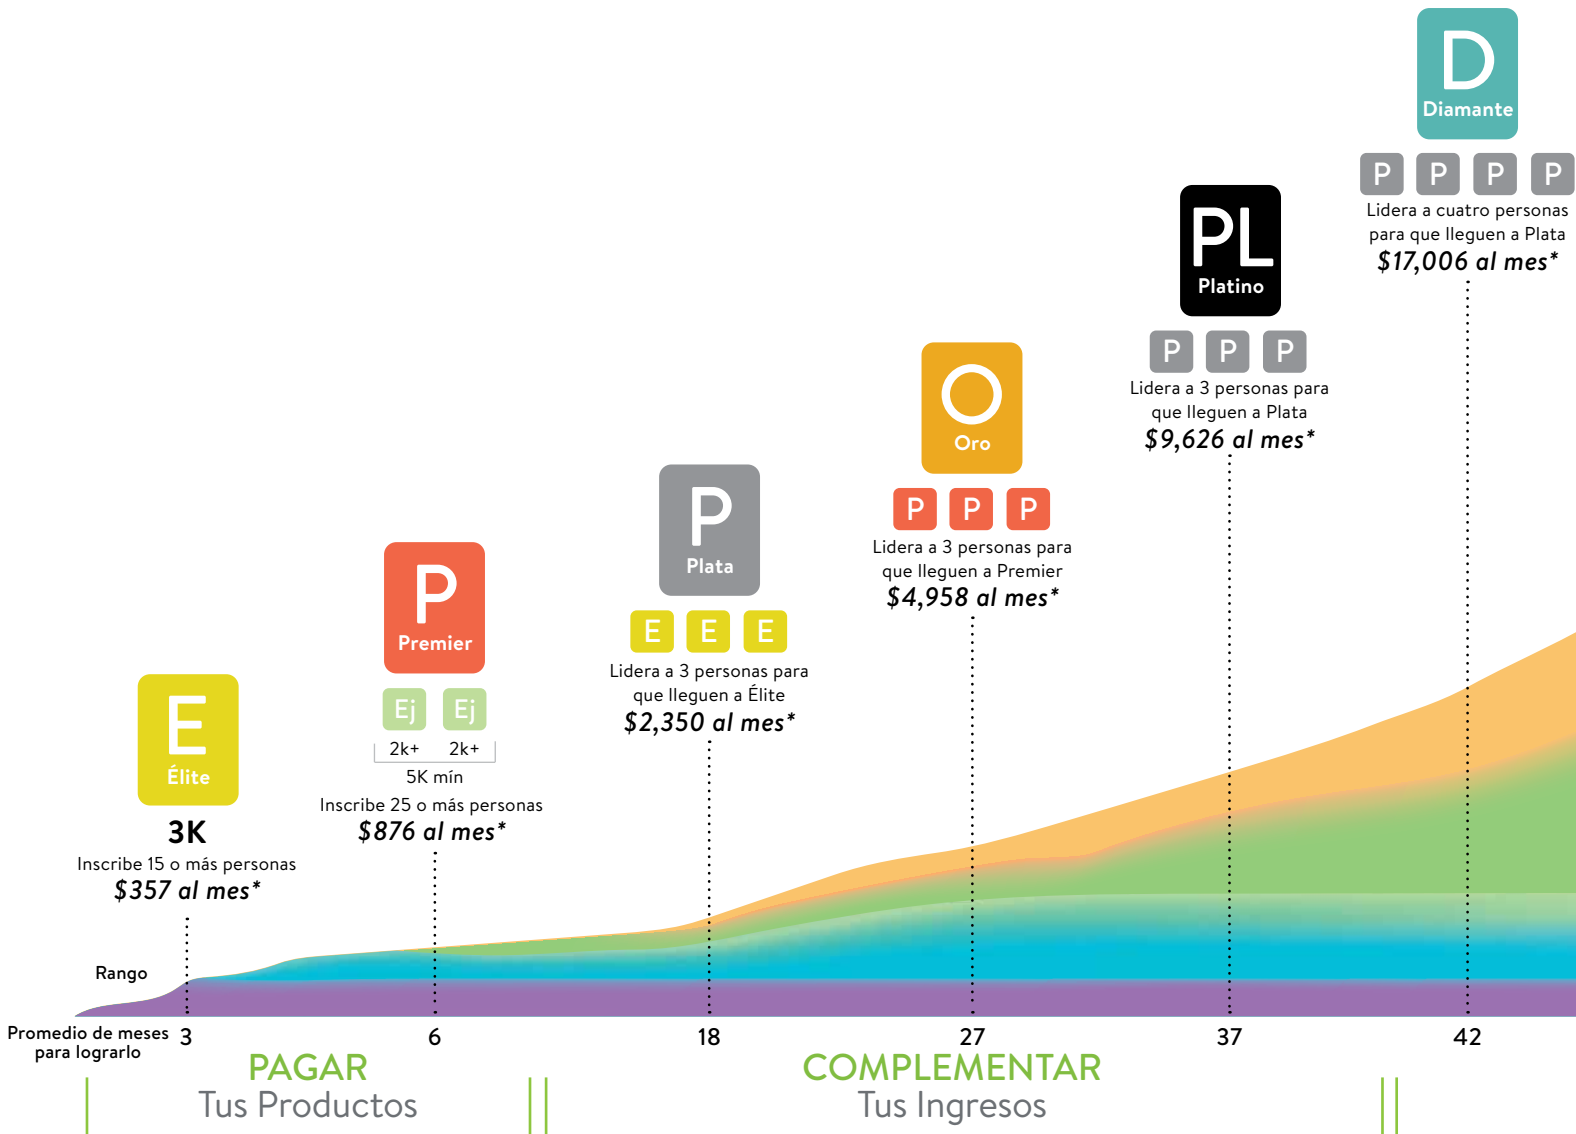 E
Élite
3K
Inscribe 15 o más personas
$357 al mes*
P
Premier
Ej Ej
2k+ 2k+
5K mín
Inscribe 25 o más personas
$876 al mes*
P
Plata
E E E
Lidera a 3 personas para
que lleguen a Élite
$2,350 al mes*
O
Oro
P P P
Lidera a 3 personas para
que lleguen a Premier
$4,958 al mes*
PL
Platino
P P P
Lidera a 3 personas para
que lleguen a Plata
$9,626 al mes*
D
Diamante
P P P P
Lidera a cuatro personas
para que lleguen a Plata
$17,006 al mes*
Rango
Promedio de meses
para lograrlo
3 6 18 27 37 42
PAGAR
Tus Productos
COMPLEMENTAR
Tus Ingresos